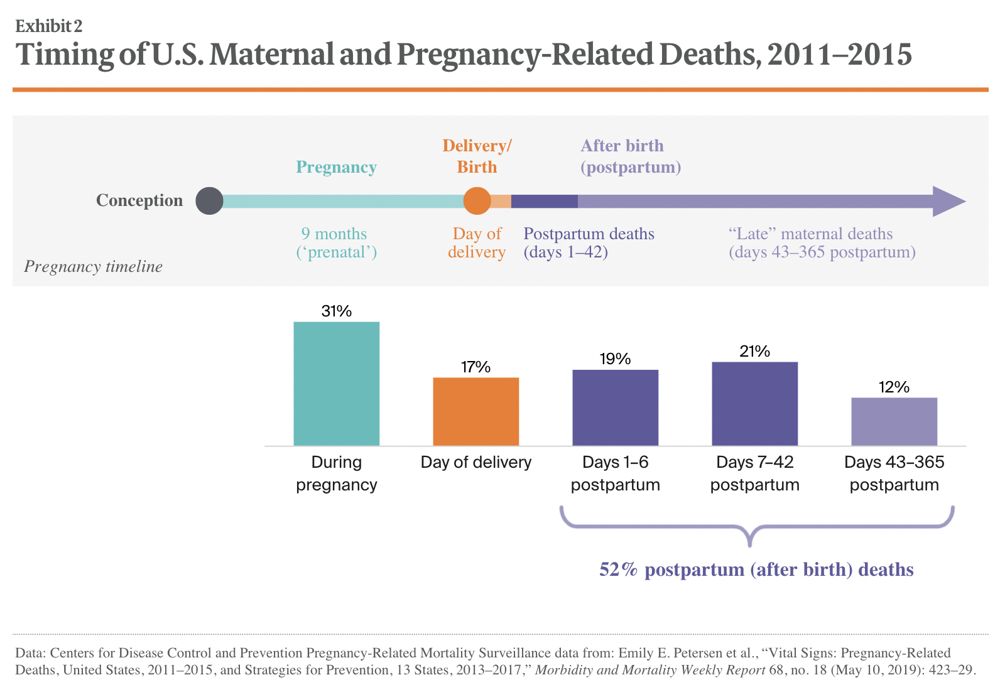 Exhibit 2
Timing of U.S. Maternal and Pregnancy-Related Deaths, 2011–2015
Delivery/
Birth
After birth
(postpartum)
Pregnancy
Conception
9 months
(‘prenatal’)
Day of
delivery
Postpartum deaths
(days 1–42)
“Late” maternal deaths
(days 43–365 postpartum)
Pregnancy timeline
31%
17%
19%
21%
12%
During
pregnancy
Day of delivery
Days 1–6
postpartum
Days 7–42
postpartum
Days 43–365
postpartum
52% postpartum (after birth) deaths
Data: Centers for Disease Control and Prevention Pregnancy-Related Mortality Surveillance data from: Emily E. Petersen et al., “Vital Signs: Pregnancy-Related
Deaths, United States, 2011–2015, and Strategies for Prevention, 13 States, 2013–2017,” Morbidity and Mortality Weekly Report 68, no. 18 (May 10, 2019): 423–29.